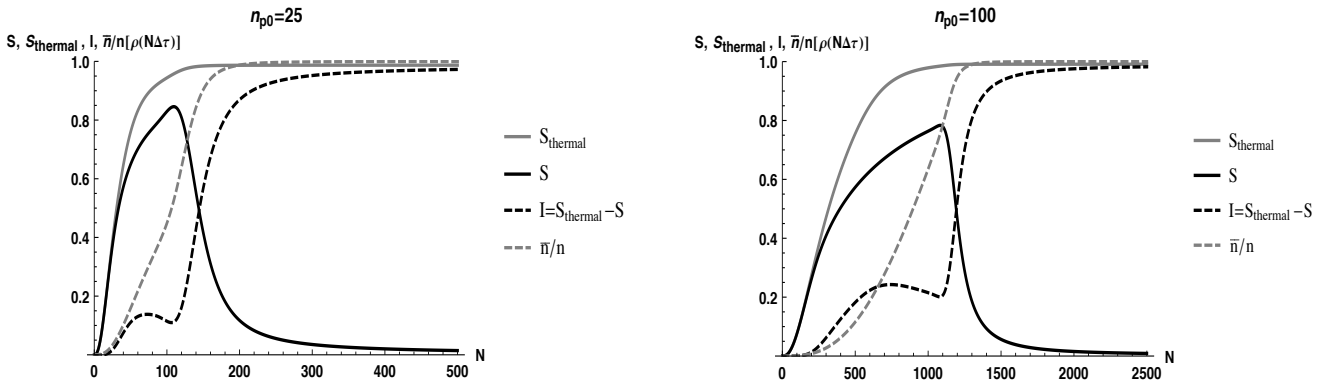 n_p0=25
S, S_thermal , I, n̅/n[ρ(NΔτ)]
1.0
0.8
0.6
0.4
0.2
0
100
200
300
400
500
N
S_thermal
S
I=S_thermal−S
n̅/n
n_p0=100
S, S_thermal , I, n̅/n[ρ(NΔτ)]
1.0
0.8
0.6
0.4
0.2
0
500
1000
1500
2000
2500
N
S_thermal
S
I=S_thermal−S
n̅/n